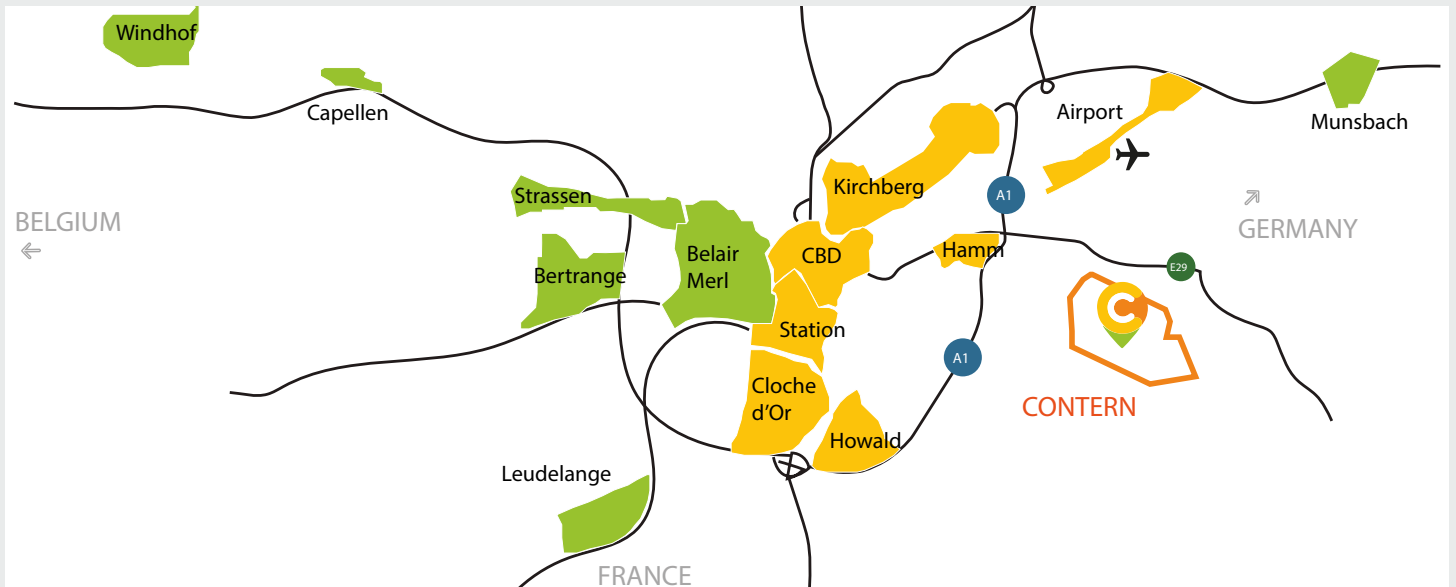 Windhof
Capellen
Airport
Munsbach
Strassen
Kirchberg
A1
BELGIUM
GERMANY
Belair
Merl
CBD
Hamm
Bertrange
E29
Station
A1
Cloche
d'Or
CONTERN
Howald
Leudelange
FRANCE